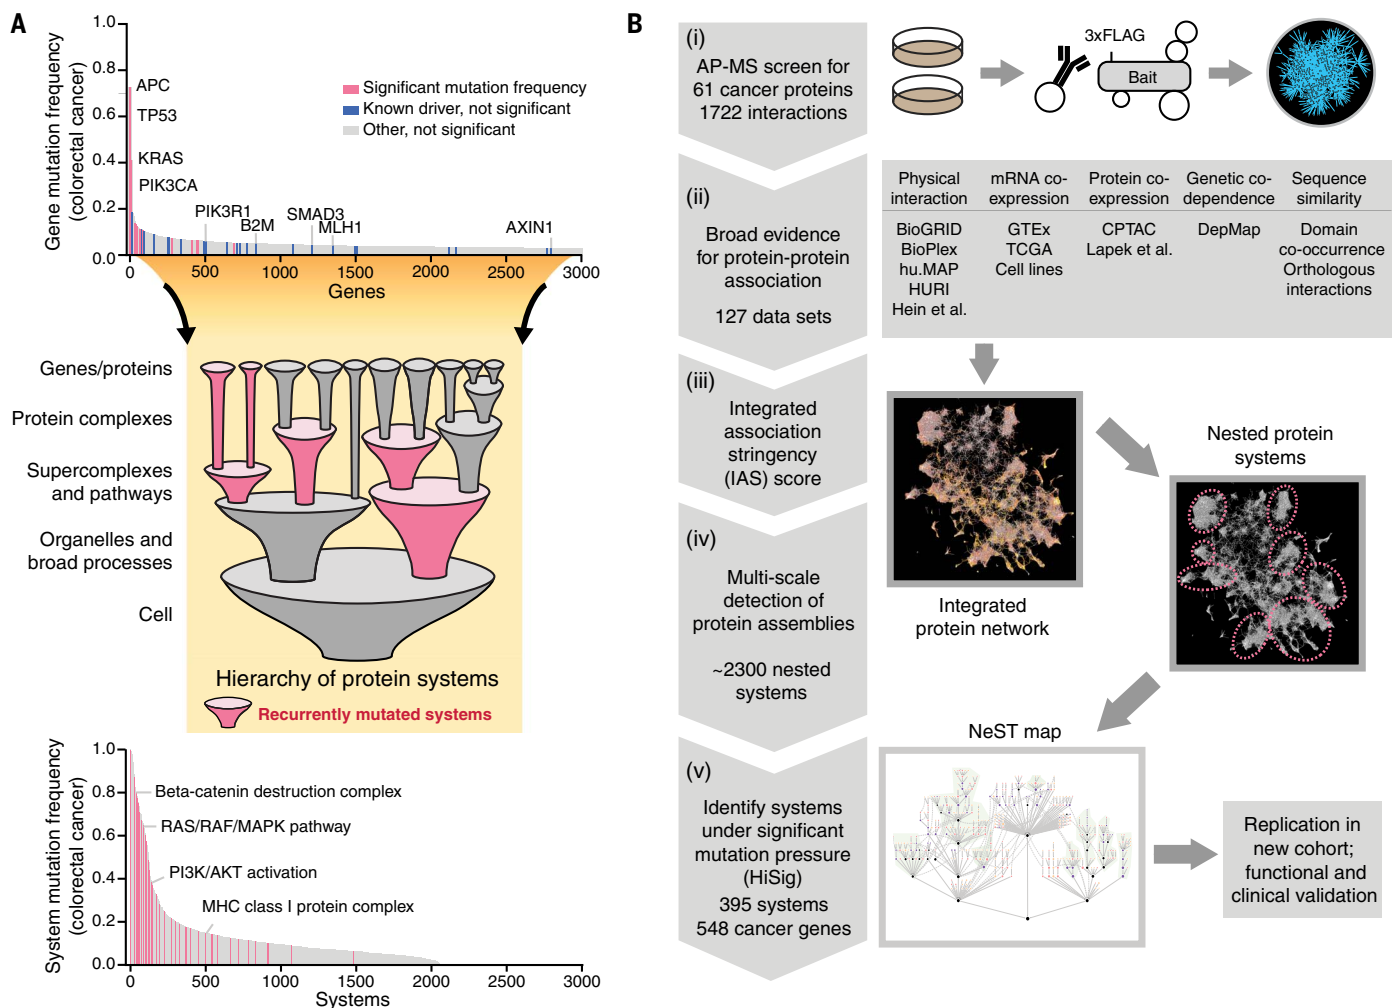 A
Gene mutation frequency
(colorectal cancer)
1.0
0.8
0.6
0.4
0.2
0.0
APC
TP53
KRAS
PIK3CA
PIK3R1
B2M
SMAD3
MLH1
AXIN1
Significant mutation frequency
Known driver, not significant
Other, not significant
0
500
1000
1500
2000
2500
3000
Genes
Genes/proteins
Protein complexes
Supercomplexes
and pathways
Organelles and
broad processes
Cell
Hierarchy of protein systems
Recurrently mutated systems
System mutation frequency
(colorectal cancer)
1.0
0.8
0.6
0.4
0.2
0.0
Beta-catenin destruction complex
RAS/RAF/MAPK pathway
PI3K/AKT activation
MHC class I protein complex
0
500
1000
1500
2000
2500
3000
Systems
B
(i)
AP-MS screen for
61 cancer proteins
1722 interactions
3xFLAG
Bait
(ii)
Broad evidence
for protein-protein
association
127 data sets
Physical
interaction
BioGRID
BioPlex
hu.MAP
HURI
Hein et al.
mRNA co-
expression
GTEx
TCGA
Cell lines
Protein co-
expression
CPTAC
Lapek et al.
Genetic co-
dependence
DepMap
Sequence
similarity
Domain
co-occurrence
Orthologous
interactions
(iii)
Integrated
association
stringency
(IAS) score
Integrated
protein network
Nested protein
systems
(iv)
Multi-scale
detection of
protein assemblies
~2300 nested
systems
(v)
Identify systems
under significant
mutation pressure
(HiSig)
395 systems
548 cancer genes
NeST map
Replication in
new cohort;
functional and
clinical validation